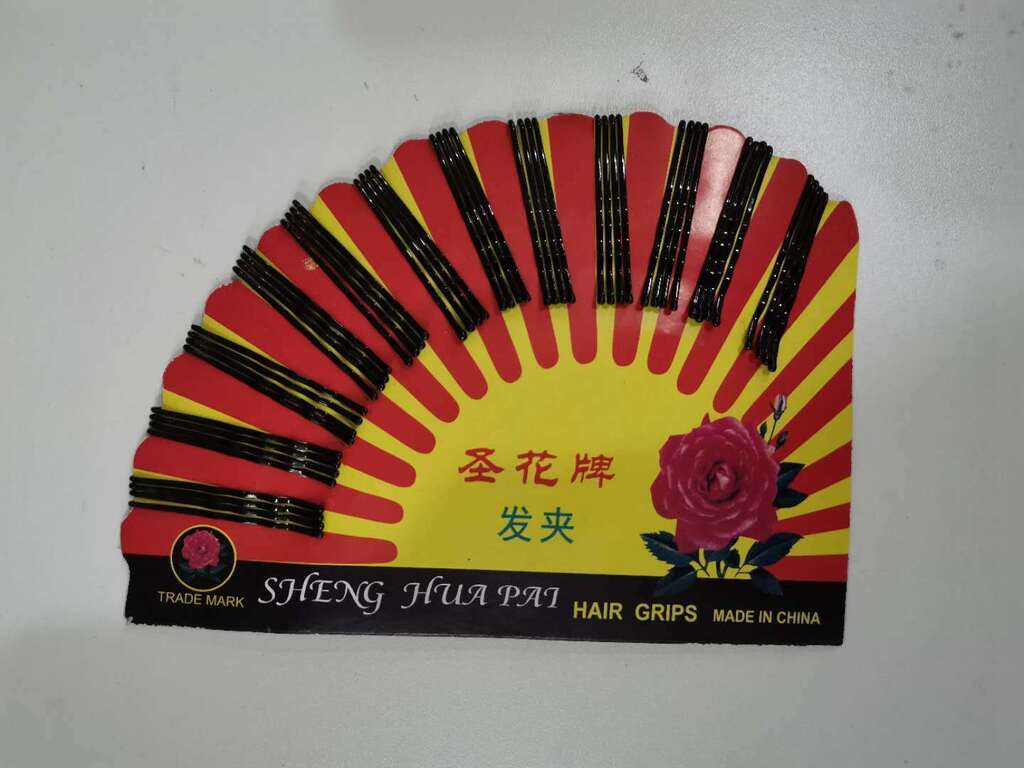 圣花牌
发夹
TRADE MARK
SHENG HUA PAI
HAIR GRIPS
MADE IN CHINA